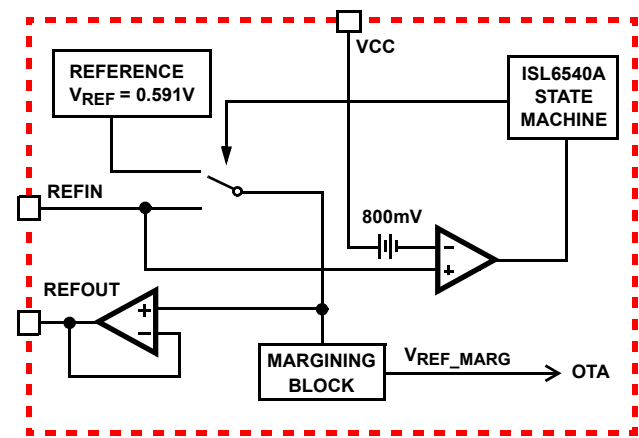 VCC
REFERENCE
VREF = 0.591V
ISL6540A
STATE
MACHINE
REFIN
800mV
−
+
REFOUT
+
−
MARGINING
BLOCK
VREF_MARG
OTA